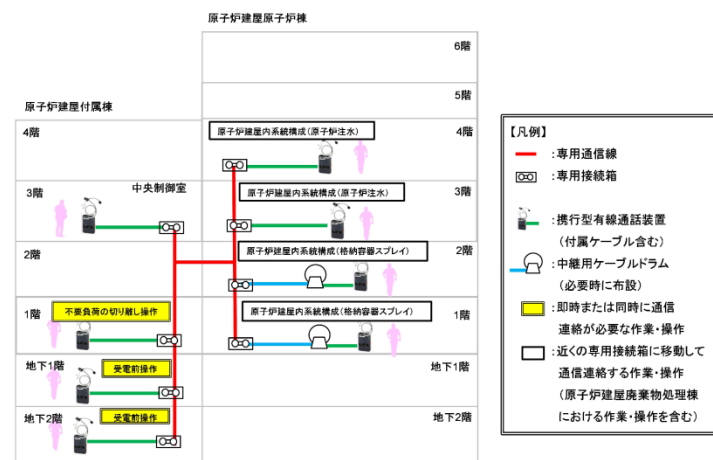 原子炉建屋原子炉棟
6階
5階
原子炉建屋付属棟
4階
原子炉建屋内系統構成(原子炉注水)
4階
3階
中央制御室
原子炉建屋内系統構成(原子炉注水)
3階
2階
原子炉建屋内系統構成(格納容器スプレイ)
2階
1階
不要負荷の切り離し操作
原子炉建屋内系統構成(格納容器スプレイ)
1階
地下1階
受電前操作
地下1階
地下2階
受電前操作
地下2階
【凡例】
:専用通信線
:専用接続箱
:携行型有線通話装置
(付属ケーブル含む)
:中継用ケーブルドラム
(必要時に布設)
:即時または同時に通信
連絡が必要な作業・操作
:近くの専用接続箱に移動して
通信連絡する作業・操作
(原子炉建屋廃棄物処理棟
における作業・操作を含む)